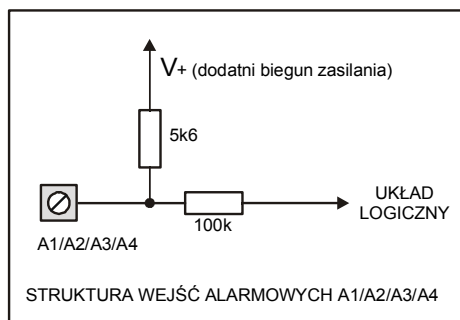 V+ (dodatni biegun zasilania)
5k6
UKŁAD
LOGICZNY
100k
A1/A2/A3/A4
STRUKTURA WEJŚĆ ALARMOWYCH A1/A2/A3/A4